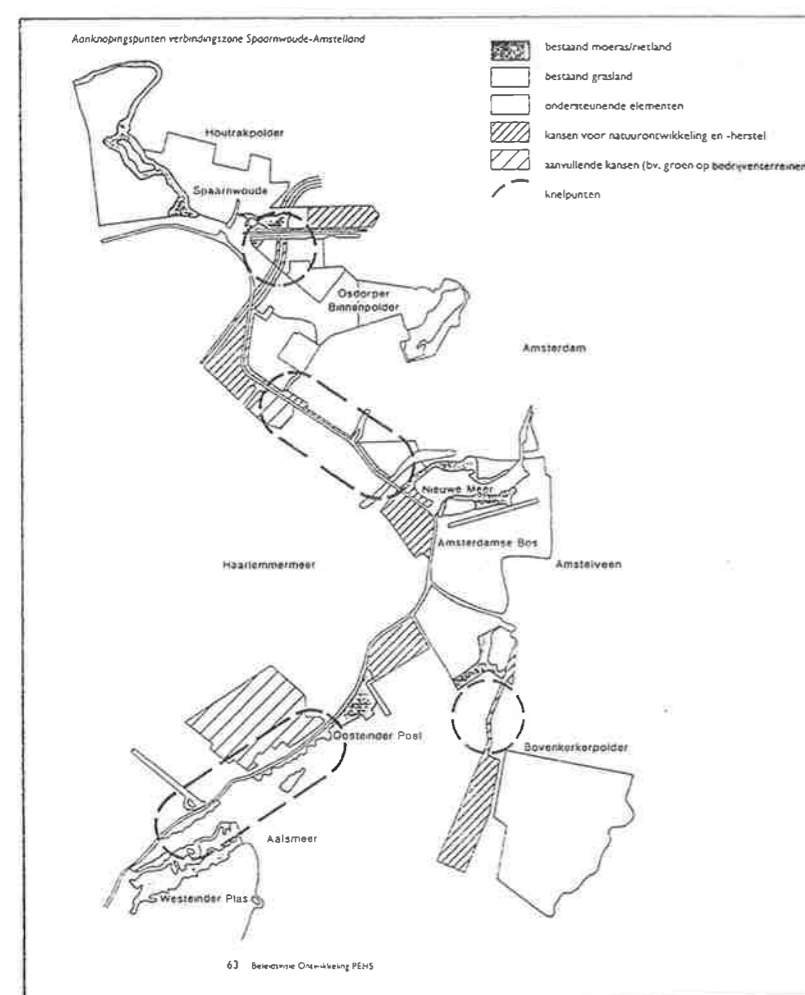 Aanknopingspunten verbindingszone Spaarnwoude-Amstelland
bestaand moeras/rietland
bestaand grasland
ondersteunende elementen
kansen voor natuurontwikkeling en -herstel
aanvullende kansen (bv. groen op bedrijventerreinen
knelpunten
Houtrakpolder
Spaarnwoude
Osdorper
Binnenpolder
Amsterdam
Nieuwe Meer
Amsterdamse Bos
Haarlemmermeer
Amstelveen
Oosteinder Poel
Bovenkerkerpolder
Aalsmeer
Westeinder Plas
63 Ontwikkeling PEHS